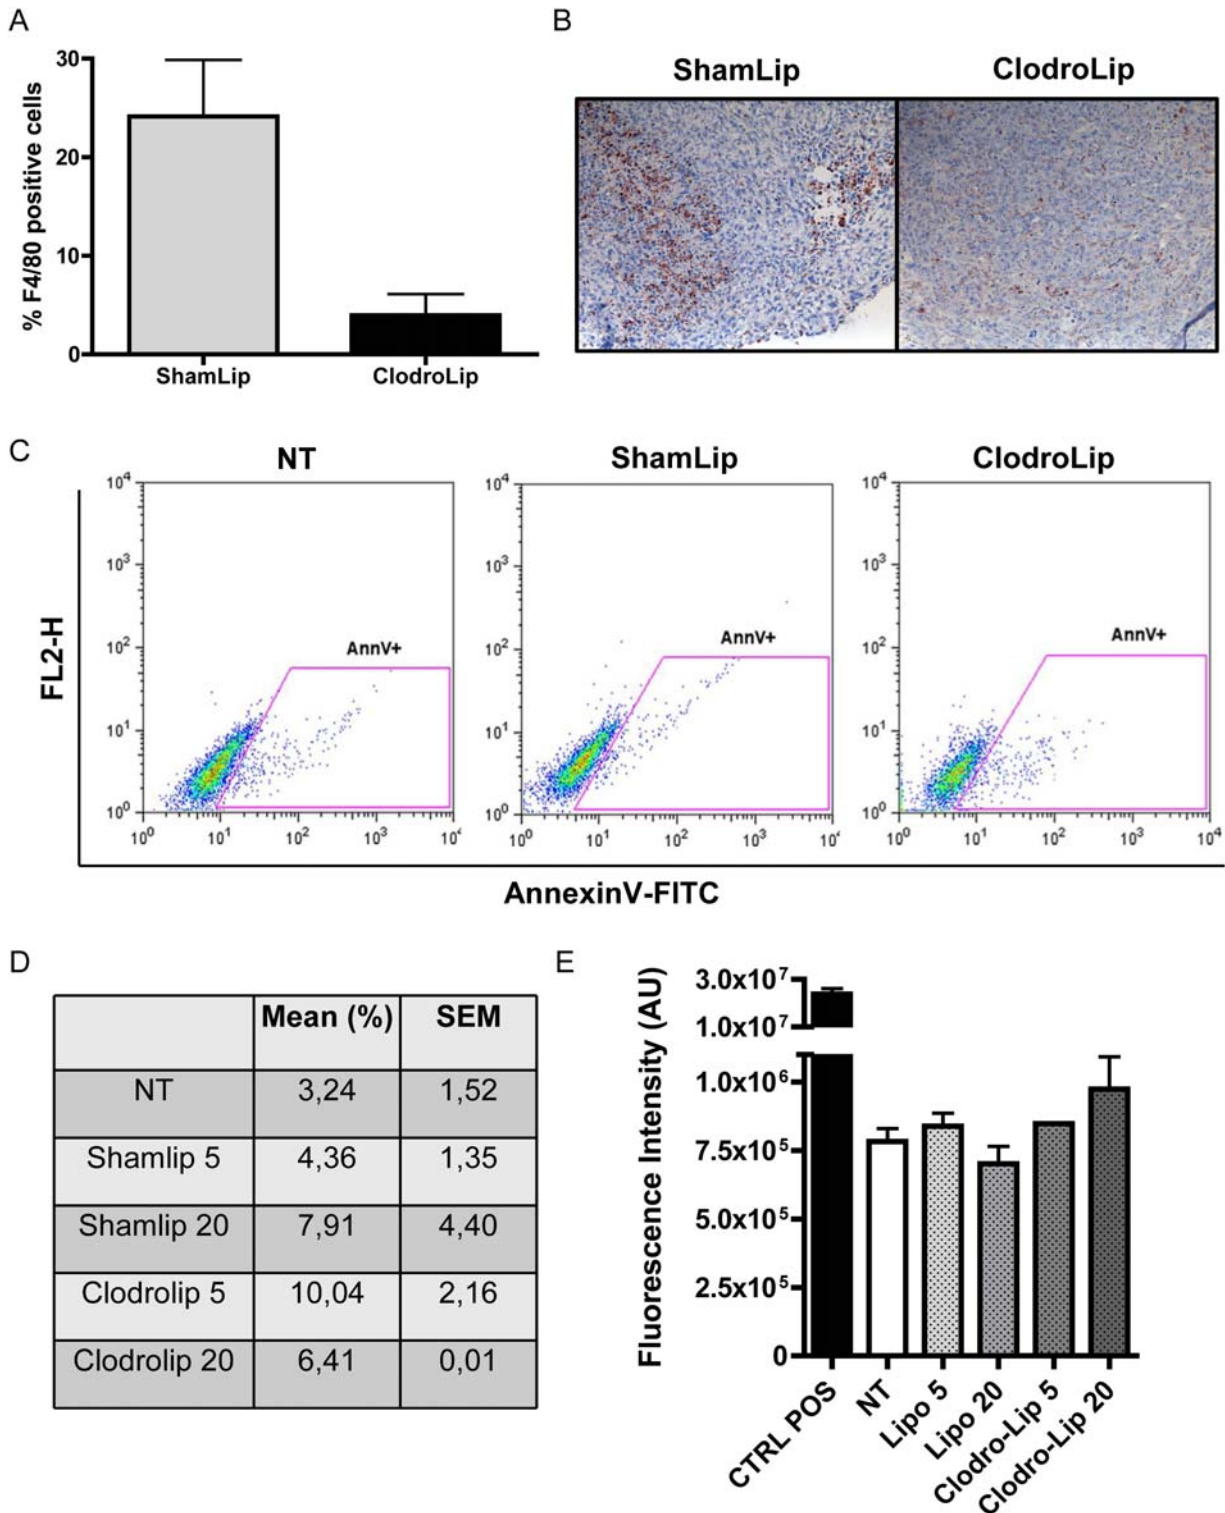 A
% F4/80 positive cells
30
20
10
0
ShamLip
ClodroLip
B
ShamLip
ClodroLip
C
NT
ShamLip
ClodroLip
FL2-H
10⁴
10³
10²
10¹
10⁰
AnnV+
10⁰ 10¹ 10² 10³ 10⁴
10⁴
10³
10²
10¹
10⁰
AnnV+
10⁰ 10¹ 10² 10³ 10⁴
10⁴
10³
10²
10¹
10⁰
AnnV+
10⁰ 10¹ 10² 10³ 10⁴
AnnexinV-FITC
D
Mean (%) SEM
NT 3,24 1,52
Shamlip 5 4,36 1,35
Shamlip 20 7,91 4,40
Clodrolip 5 10,04 2,16
Clodrolip 20 6,41 0,01
E
Fluorescence Intensity (AU)
3.0x10⁷
1.0x10⁷
1.0x10⁶
7.5x10⁵
5.0x10⁵
2.5x10⁵
0
CTRL POS
NT
Lipo 5
Lipo 20
Clodro-Lip 5
Clodro-Lip 20